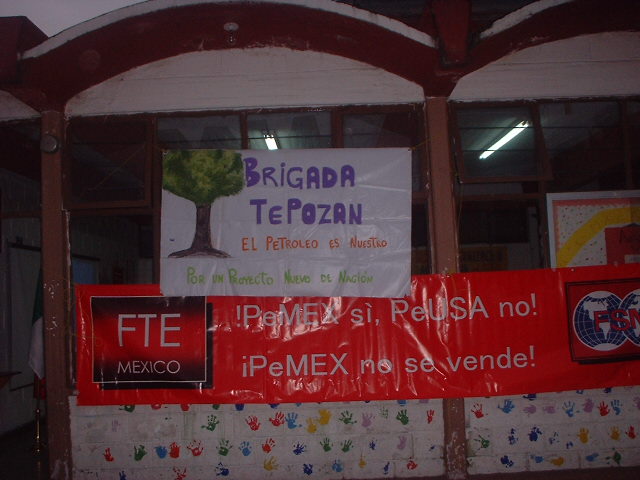 BRIGADA
TEPOZAN
EL PETROLEO ES NUESTRO
POR UN PROYECTO NUEVO DE NACIÓN
FTE
MEXICO
!PeMEX sì, PeUSA no!
¡PeMEX no se vende!
FSM